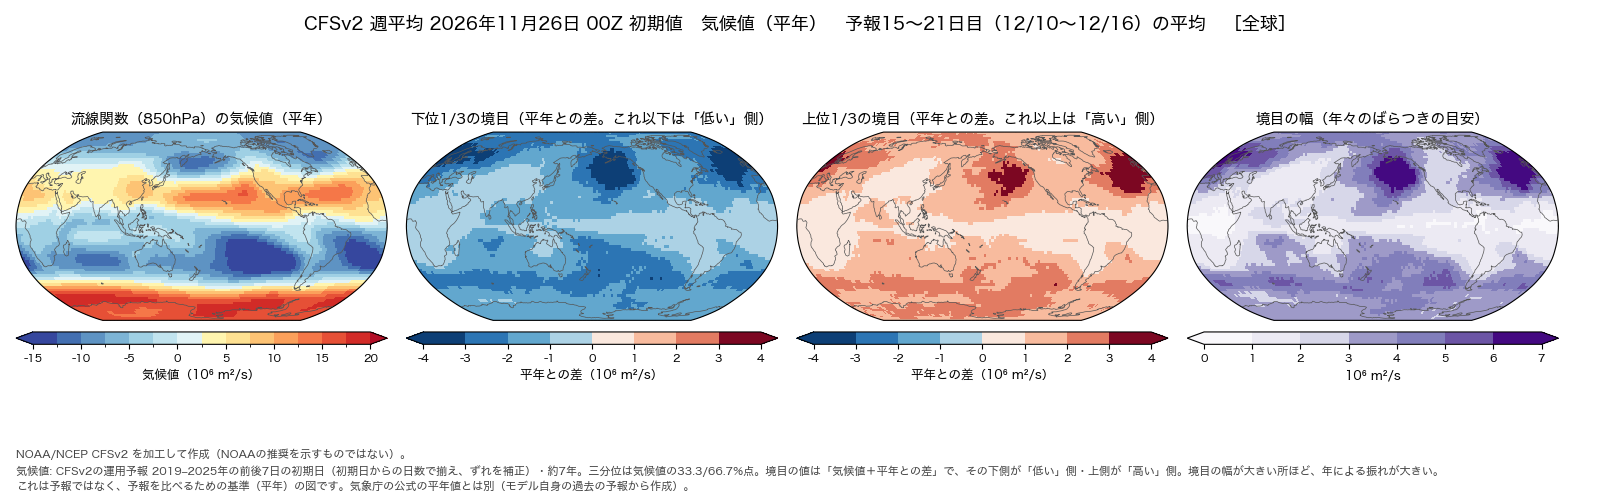 CFSv2 週平均 2026年11月26日 00Z 初期値　気候値（平年）　予報15～21日目（12/10～12/16）の平均　［全球］
流線関数（850hPa）の気候値（平年）
下位1/3の境目（平年との差。これ以下は「低い」側）
上位1/3の境目（平年との差。これ以上は「高い」側）
境目の幅（年々のばらつきの目安）
-15 -10 -5 0 5 10 15 20
-4 -3 -2 -1 0 1 2 3 4
-4 -3 -2 -1 0 1 2 3 4
0 1 2 3 4 5 6 7
気候値（10⁶ m²/s）
平年との差（10⁶ m²/s）
平年との差（10⁶ m²/s）
10⁶ m²/s
NOAA/NCEP CFSv2 を加工して作成（NOAAの推奨を示すものではない）。
気候値: CFSv2の運用予報 2019–2025年の前後7日の初期日（初期日からの日数で揃え、ずれを補正）・約7年。三分位は気候値の33.3/66.7%点。境目の値は「気候値＋平年との差」で、その下側が「低い」側・上側が「高い」側。境目の幅が大きい所ほど、年による振れが大きい。
これは予報ではなく、予報を比べるための基準（平年）の図です。気象庁の公式の平年値とは別（モデル自身の過去の予報から作成）。